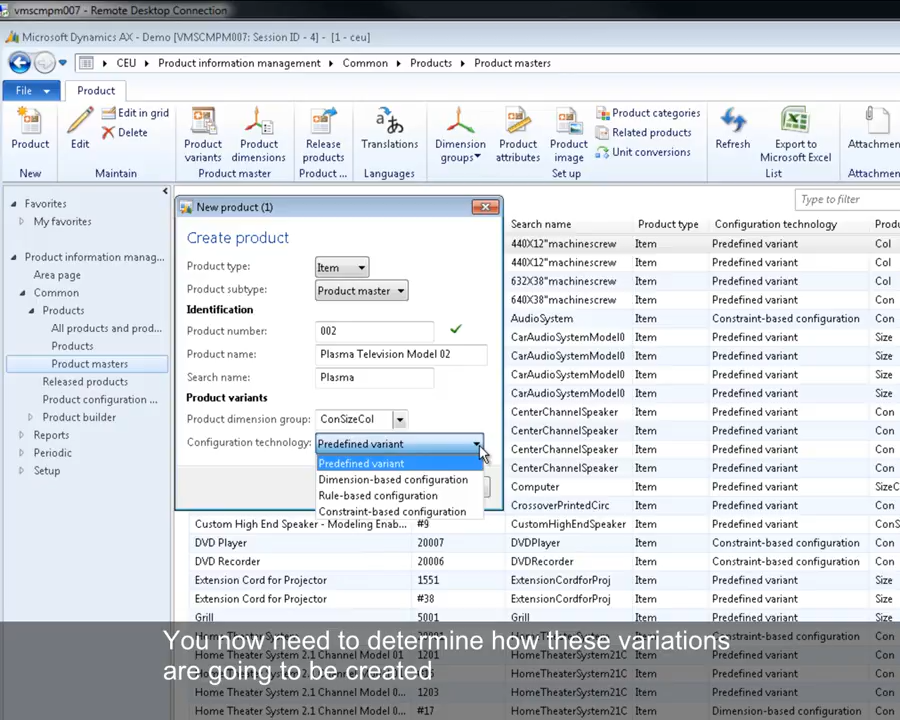 vmscmpm007 - Remote Desktop Connection
Microsoft Dynamics AX - Demo [VMSCMPM007: Session ID - 4] - [1 - ceu]
CEU Product information management Common Products Product masters
File Product
Product
New
Edit
Edit in grid
Delete
Maintain
Product variants
Product dimensions
Product master
Release products
Product ...
Translations
Languages
Dimension groups
Product attributes
Product image
Product categories
Related products
Unit conversions
Set up
Refresh
Export to Microsoft Excel
List
Attachmen
Attachmen
Favorites
My favorites
Product information manag...
Area page
Common
Products
All products and prod...
Products
Product masters
Released products
Product configuration ...
Product builder
Reports
Periodic
Setup
Type to filter
New product (1)
Create product
Product type: Item
Product subtype: Product master
Identification
Product number: 002
Product name: Plasma Television Model 02
Search name: Plasma
Product variants
Product dimension group: ConSizeCol
Configuration technology: Predefined variant
Predefined variant
Dimension-based configuration
Rule-based configuration
Constraint-based configuration
Search name Product type Configuration technology Produ
440X12"machinescrew Item Predefined variant Col
440X12"machinescrew Item Predefined variant Col
632X38"machinescrew Item Predefined variant Col
640X38"machinescrew Item Predefined variant Con
AudioSystem Item Constraint-based configuration Con
CarAudioSystemModel0 Item Predefined variant Size
CarAudioSystemModel0 Item Predefined variant Size
CarAudioSystemModel0 Item Predefined variant Size
CarAudioSystemModel0 Item Predefined variant Size
CenterChannelSpeaker Item Predefined variant Con
CenterChannelSpeaker Item Predefined variant Con
CenterChannelSpeaker Item Predefined variant Con
CenterChannelSpeaker Item Predefined variant Con
Computer Item Predefined variant SizeC
CrossoverPrintedCirc Item Predefined variant Con
Custom High End Speaker - Modeling Enab... #9 CustomHighEndSpeaker Item Predefined variant ConS
DVD Player 20007 DVDPlayer Item Constraint-based configuration Con
DVD Recorder 20006 DVDRecorder Item Constraint-based configuration Con
Extension Cord for Projector 1551 ExtensionCordforProj Item Predefined variant Size
Extension Cord for Projector #38 ExtensionCordforProj Item Predefined variant Size
Grill 5001 Grill Item Predefined variant Size
Item Constraint-based configuration Con
Home Theater System 2.1 Channel Model 01 1201 HomeTheaterSystem21C Item Predefined variant Con
HomeTheaterSystem21C Item Predefined variant Con
Home Theater System 2.1 Channel Model 0... 1203 HomeTheaterSystem21C Item Predefined variant Con
Home Theater System 2.1 Channel Model 0... #17 HomeTheaterSystem21C Item Dimension-based configuration Con
You now need to determine how these variations
are going to be created